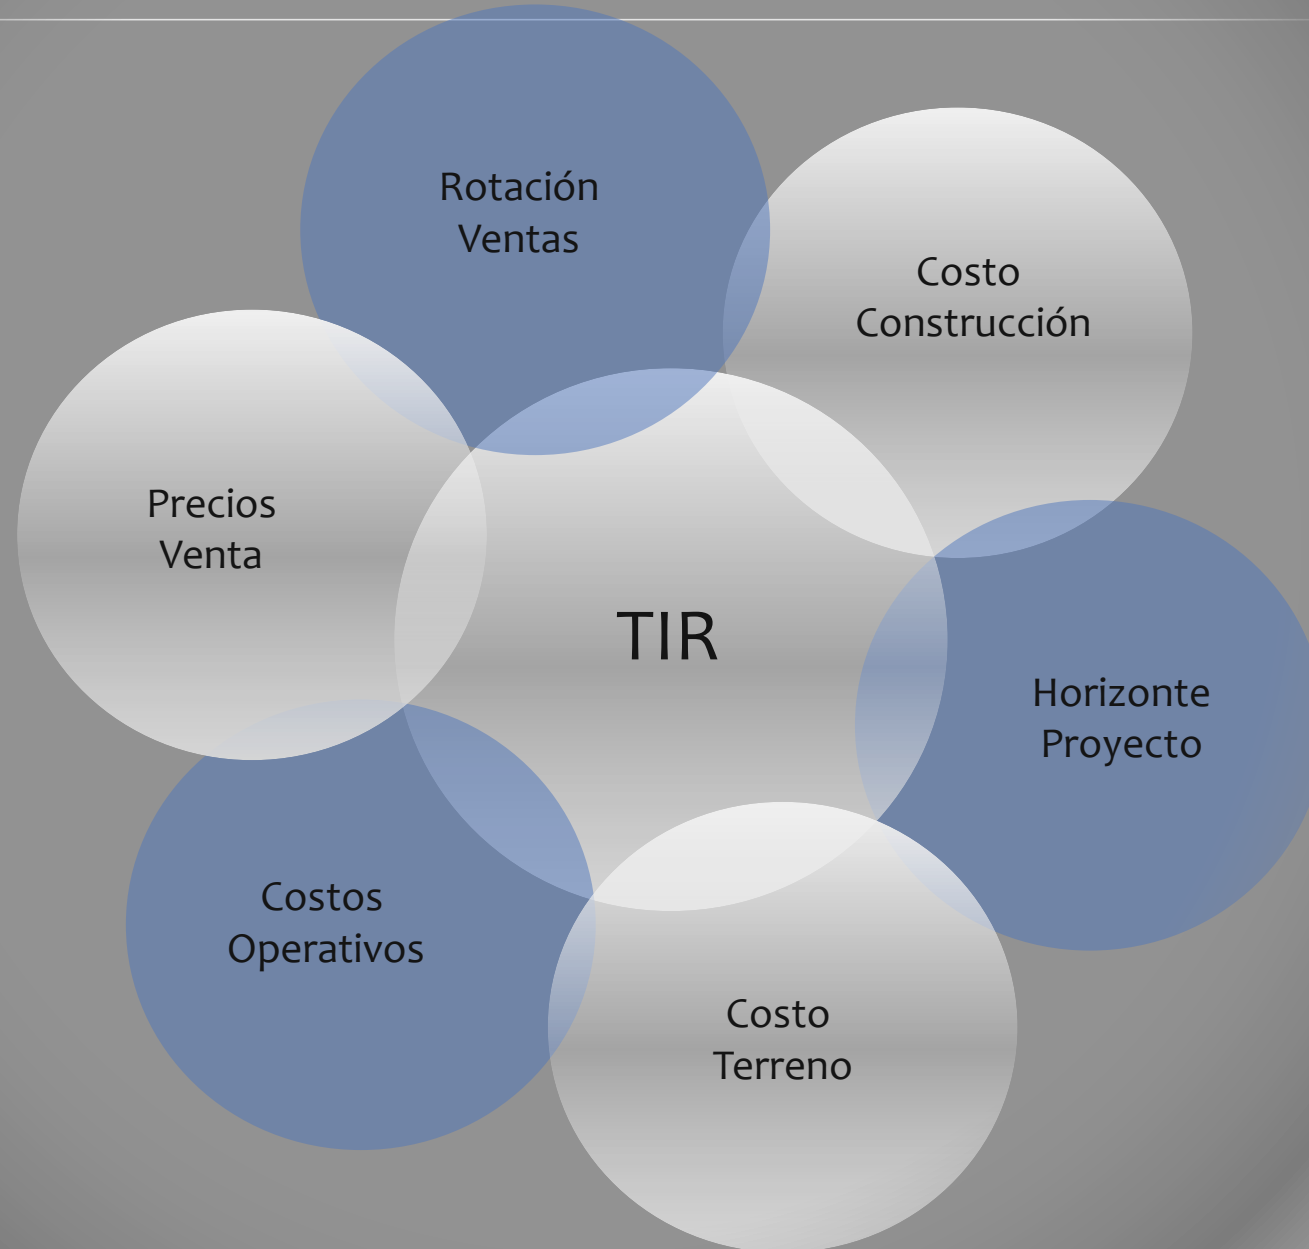 Rotación
Ventas
Costo
Construcción
Precios
Venta
TIR
Horizonte
Proyecto
Costos
Operativos
Costo
Terreno